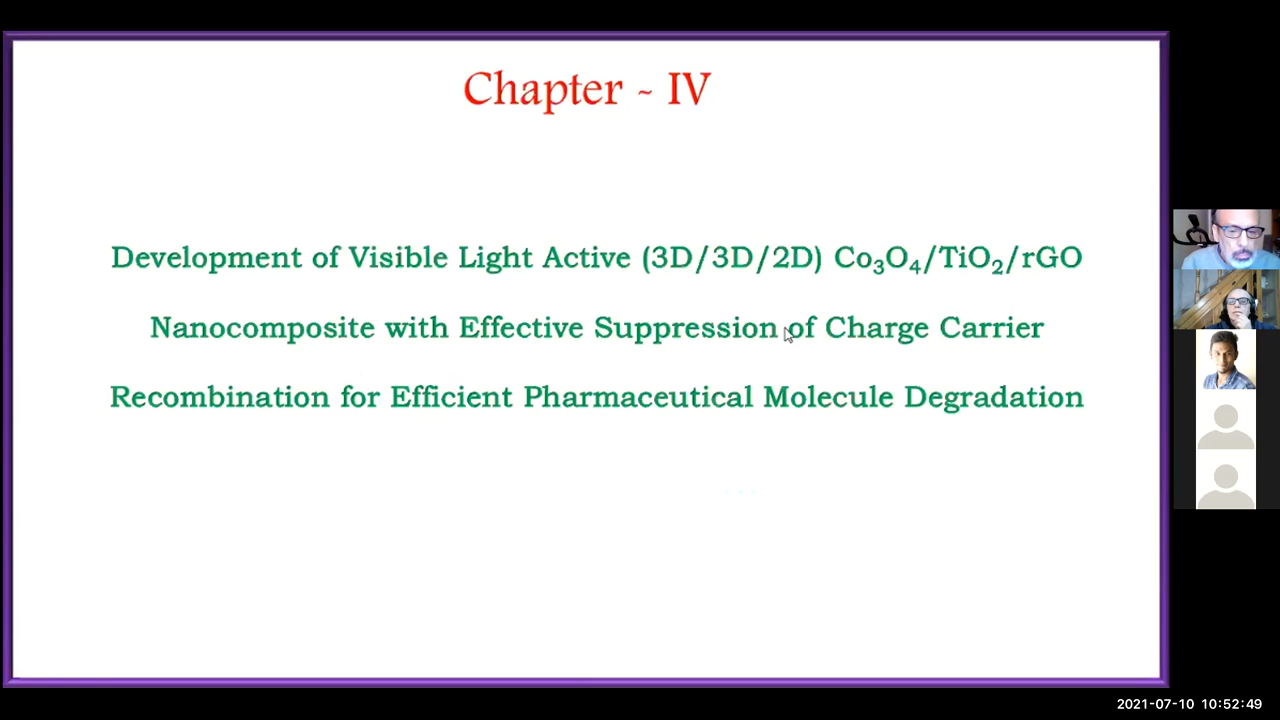 Chapter - IV
Development of Visible Light Active (3D/3D/2D) Co₃O₄/TiO₂/rGO
Nanocomposite with Effective Suppression of Charge Carrier
Recombination for Efficient Pharmaceutical Molecule Degradation
2021-07-10 10:52:49